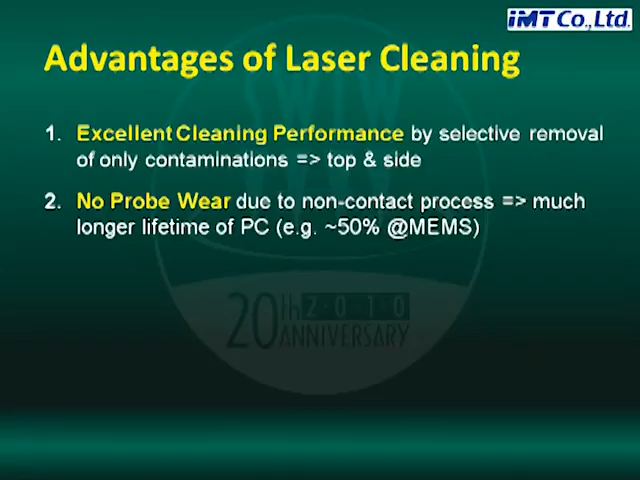 iMT Co.,Ltd.
Advantages of Laser Cleaning
1. Excellent Cleaning Performance by selective removal
of only contaminations => top & side
2. No Probe Wear due to non-contact process => much
longer lifetime of PC (e.g. ~50% @MEMS)
SWTW
20th 2010
ANNIVERSARY